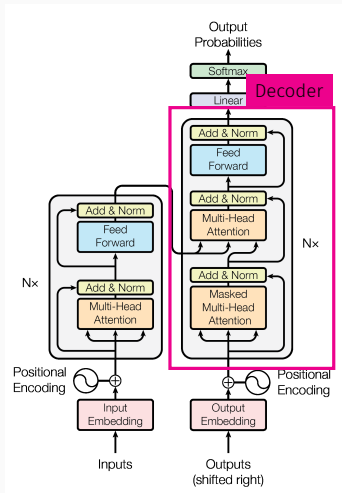 Output
Probabilities
Softmax
Linear
Decoder
Add & Norm
Feed
Forward
Add & Norm
Multi-Head
Attention
Nx
Add & Norm
Masked
Multi-Head
Attention
Add & Norm
Feed
Forward
Nx
Add & Norm
Multi-Head
Attention
Positional
Encoding
Positional
Encoding
Input
Embedding
Output
Embedding
Inputs
Outputs
(shifted right)